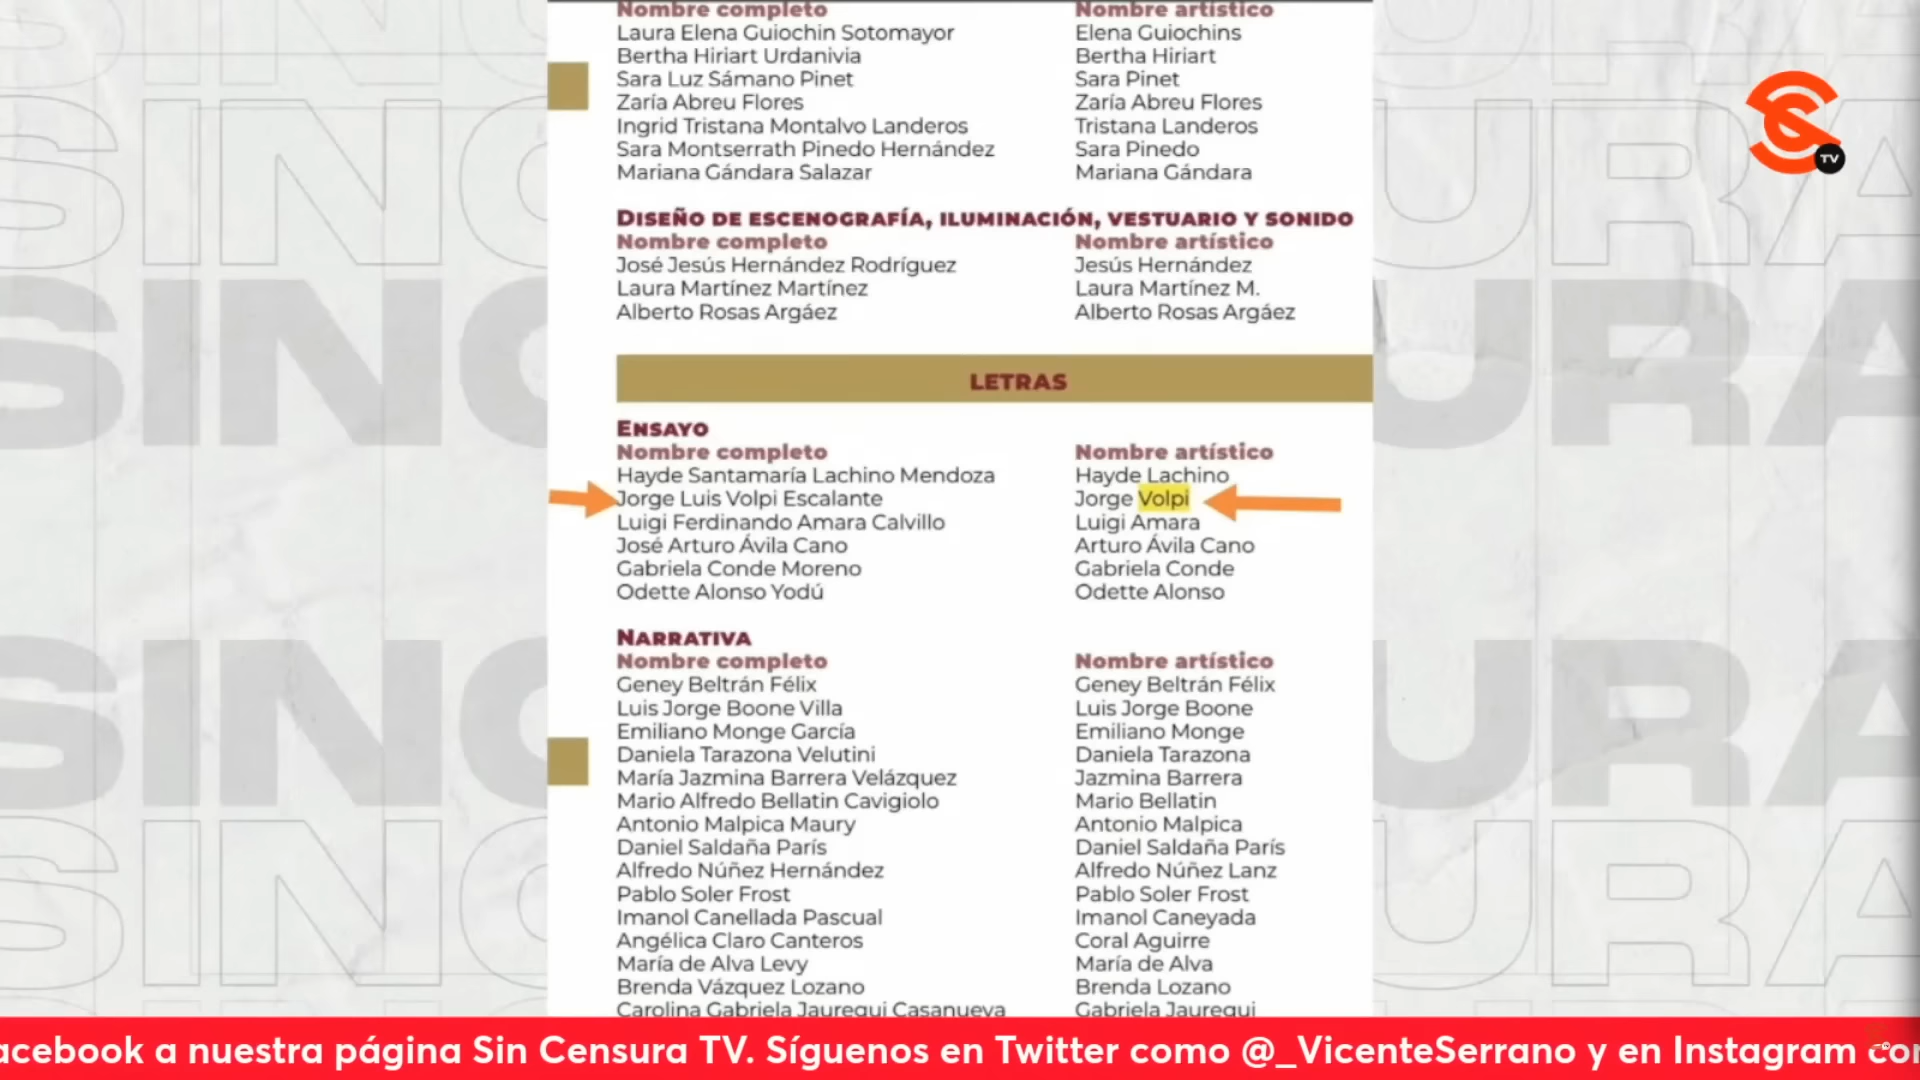 Nombre completo Nombre artístico
Laura Elena Guiochin Sotomayor Elena Guiochins
Bertha Hiriart Urdanivia Bertha Hiriart
Sara Luz Sámano Pinet Sara Pinet
Zaría Abreu Flores Zaría Abreu Flores
Ingrid Tristana Montalvo Landeros Tristana Landeros
Sara Montserrath Pinedo Hernández Sara Pinedo
Mariana Gándara Salazar Mariana Gándara
DISEÑO DE ESCENOGRAFÍA, ILUMINACIÓN, VESTUARIO Y SONIDO
Nombre completo Nombre artístico
José Jesús Hernández Rodríguez Jesús Hernández
Laura Martínez Martínez Laura Martínez M.
Alberto Rosas Argáez Alberto Rosas Argáez
LETRAS
ENSAYO
Nombre completo Nombre artístico
Hayde Santamaría Lachino Mendoza Hayde Lachino
Jorge Luis Volpi Escalante Jorge Volpi
Luigi Ferdinando Amara Calvillo Luigi Amara
José Arturo Ávila Cano Arturo Ávila Cano
Gabriela Conde Moreno Gabriela Conde
Odette Alonso Yodú Odette Alonso
NARRATIVA
Nombre completo Nombre artístico
Geney Beltrán Félix Geney Beltrán Félix
Luis Jorge Boone Villa Luis Jorge Boone
Emiliano Monge García Emiliano Monge
Daniela Tarazona Velutini Daniela Tarazona
María Jazmina Barrera Velázquez Jazmina Barrera
Mario Alfredo Bellatin Cavigiolo Mario Bellatin
Antonio Malpica Maury Antonio Malpica
Daniel Saldaña París Daniel Saldaña París
Alfredo Núñez Hernández Alfredo Núñez Lanz
Pablo Soler Frost Pablo Soler Frost
Imanol Canellada Pascual Imanol Caneyada
Angélica Claro Canteros Coral Aguirre
María de Alva Levy María de Alva
Brenda Vázquez Lozano Brenda Lozano
Carolina Gabriela Jauregui Casanueva Gabriela Jauregui
TV
acebook a nuestra página Sin Censura TV. Síguenos en Twitter como @_VicenteSerrano y en Instagram con